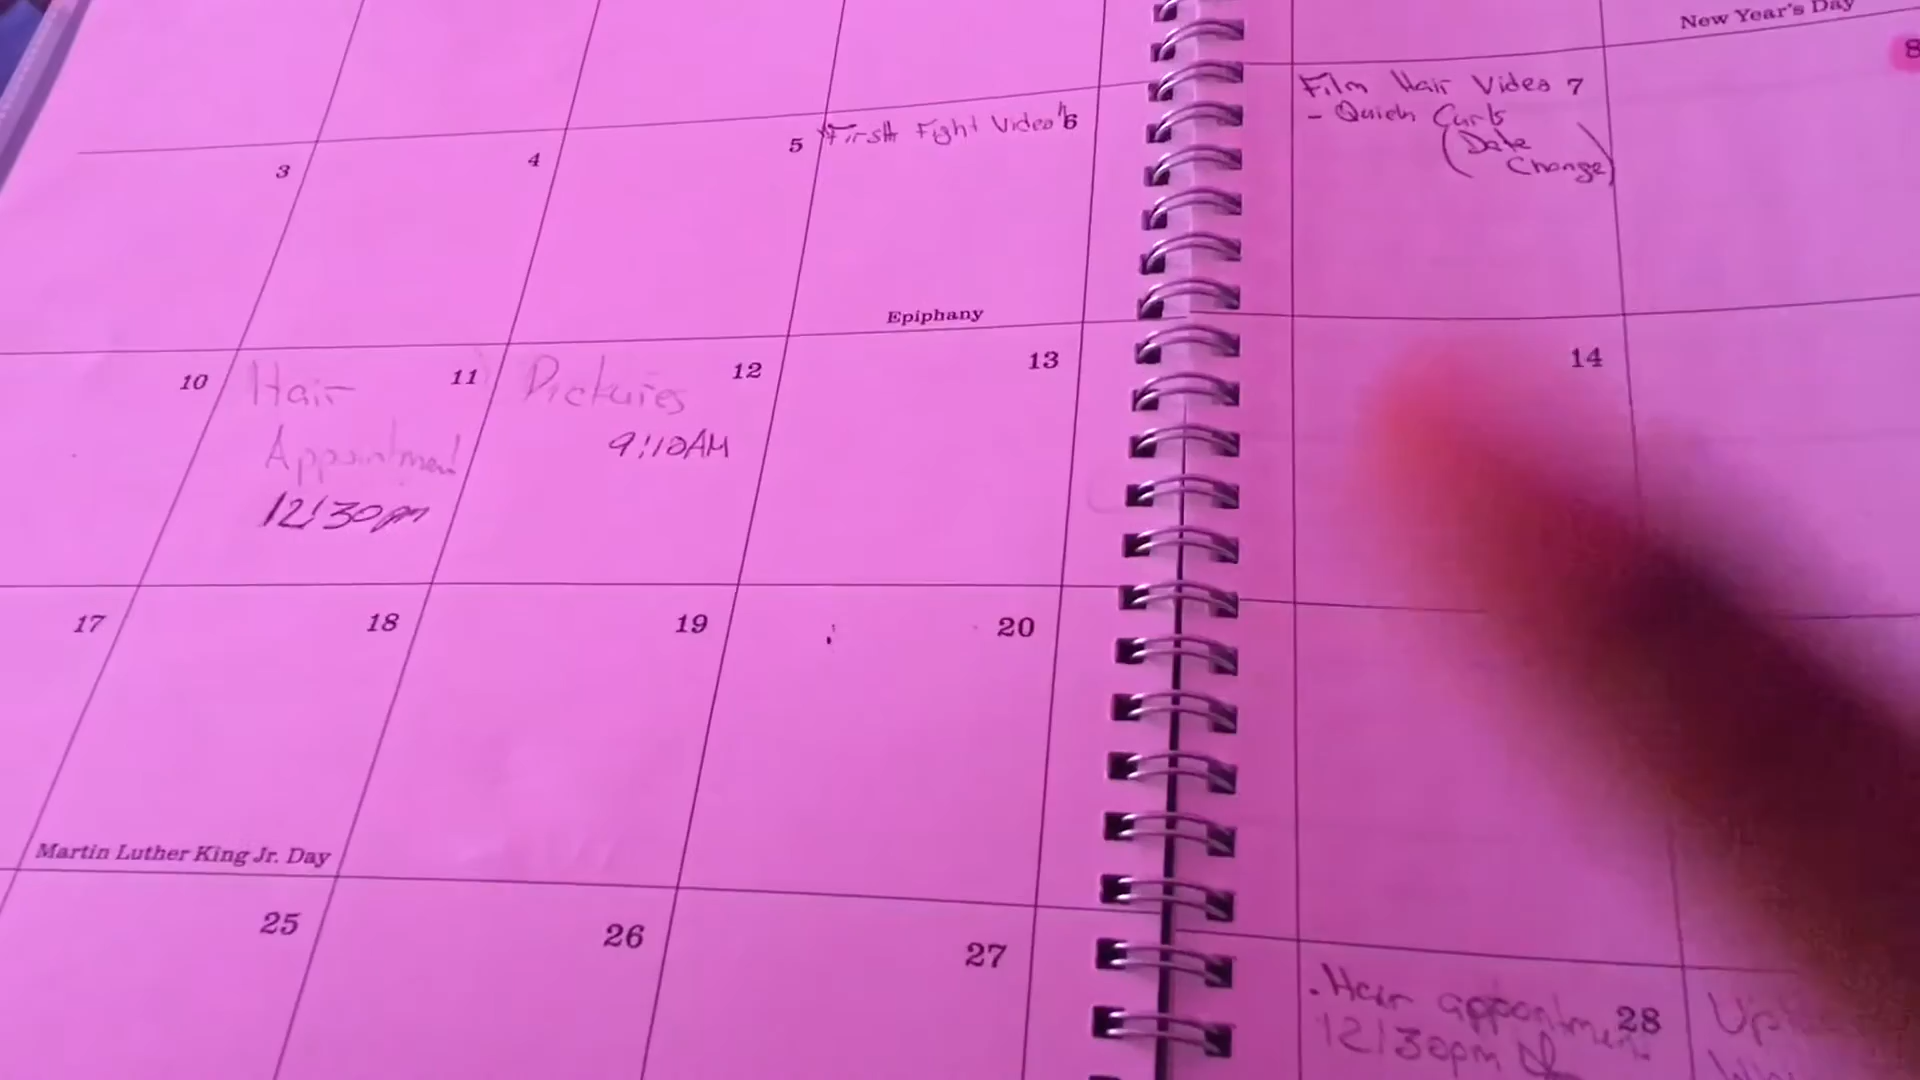 New Year's Day
3
4
5
"First Fight Video" 6
Epiphany
Film Hair Video 7
- Quick Curls
(Date
Change)
8
10
Hair 11
Appointment
12:30pm
Pictures 12
9:10AM
13
14
17
Martin Luther King Jr. Day
18
19
20
25
26
27
. Hair appointment 28
12:30pm